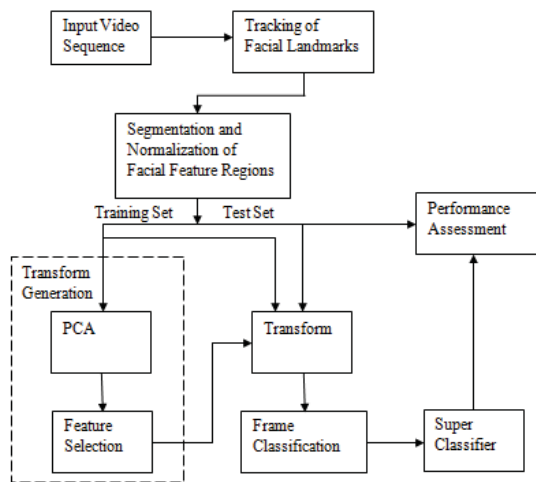 Input Video
Sequence
Tracking of
Facial Landmarks
Segmentation and
Normalization of
Facial Feature Regions
Training Set
Test Set
Performance
Assessment
Transform
Generation
PCA
Transform
Feature
Selection
Frame
Classification
Super
Classifier